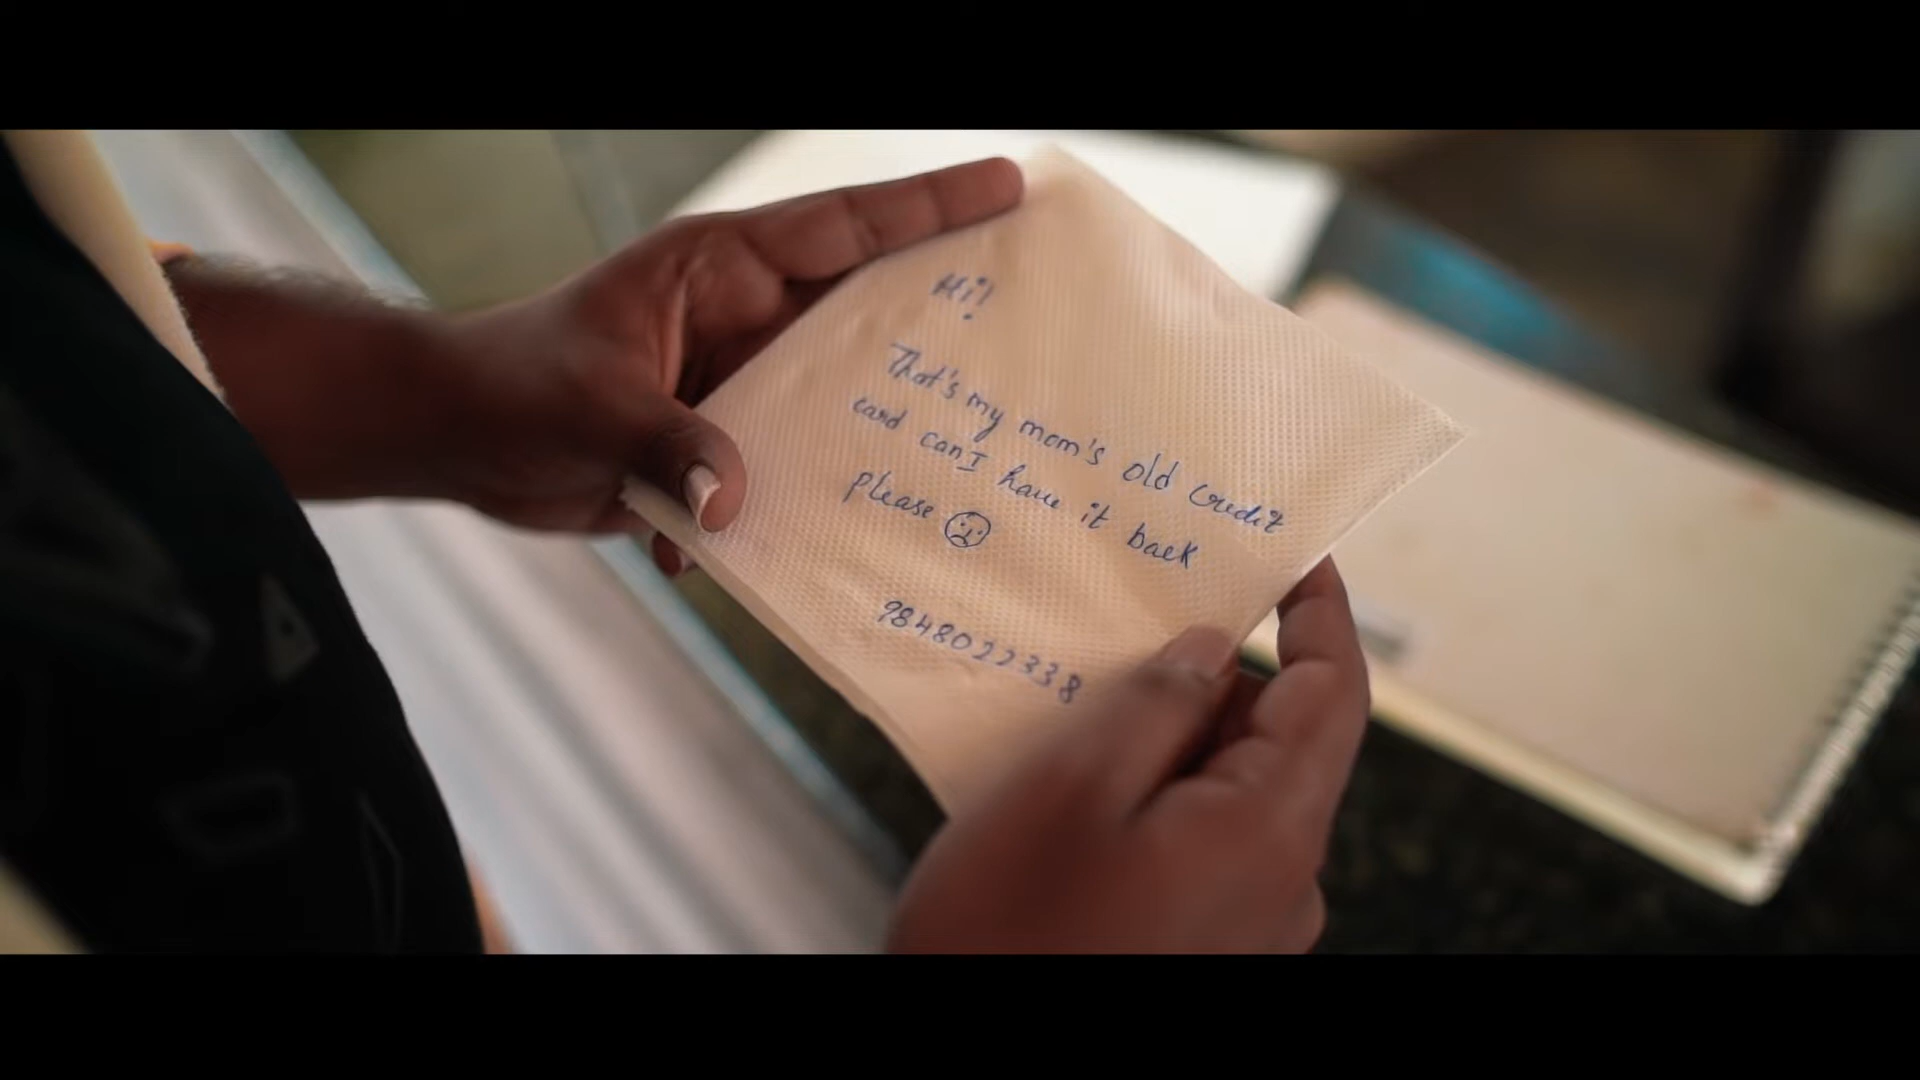 Hi!
That's my mom's old credit
card can I have it back
please ☹
9848022338